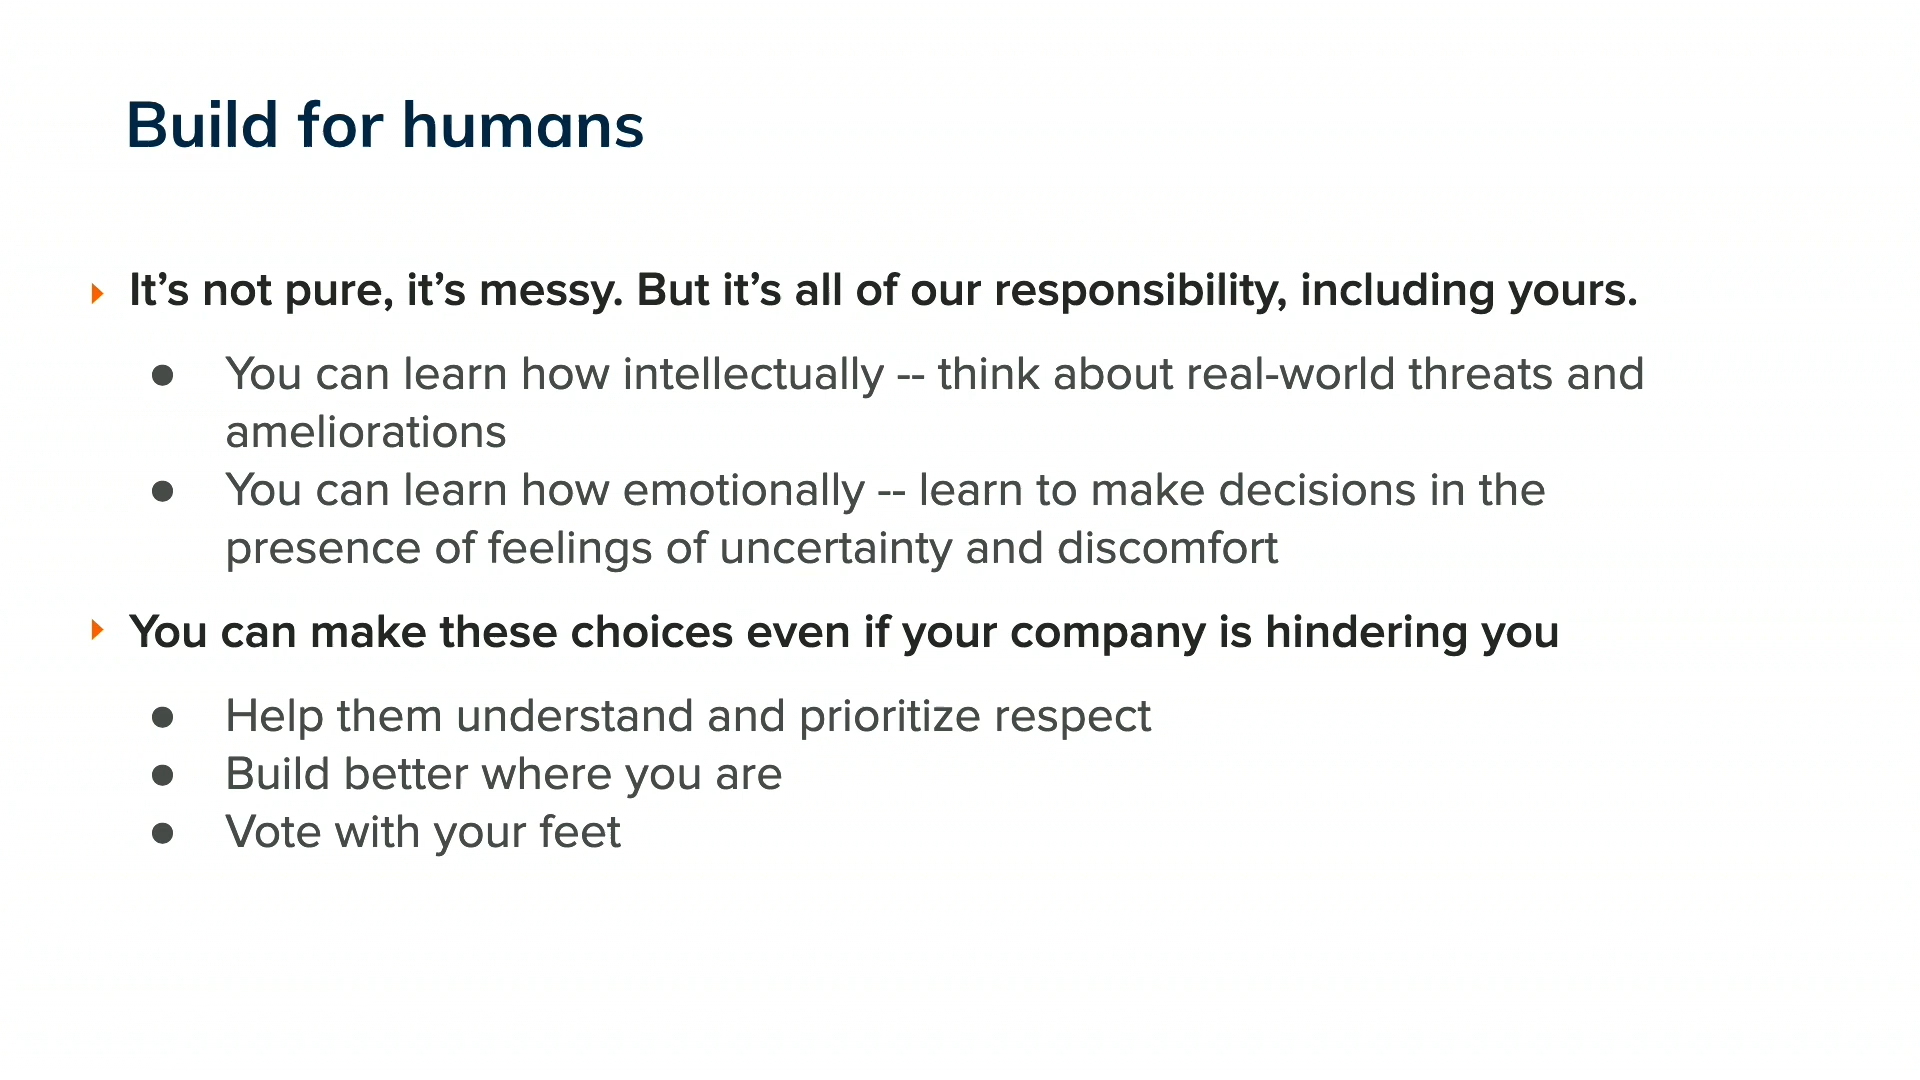 Build for humans
It’s not pure, it’s messy. But it’s all of our responsibility, including yours.
● You can learn how intellectually -- think about real-world threats and
ameliorations
● You can learn how emotionally -- learn to make decisions in the
presence of feelings of uncertainty and discomfort
You can make these choices even if your company is hindering you
● Help them understand and prioritize respect
● Build better where you are
● Vote with your feet